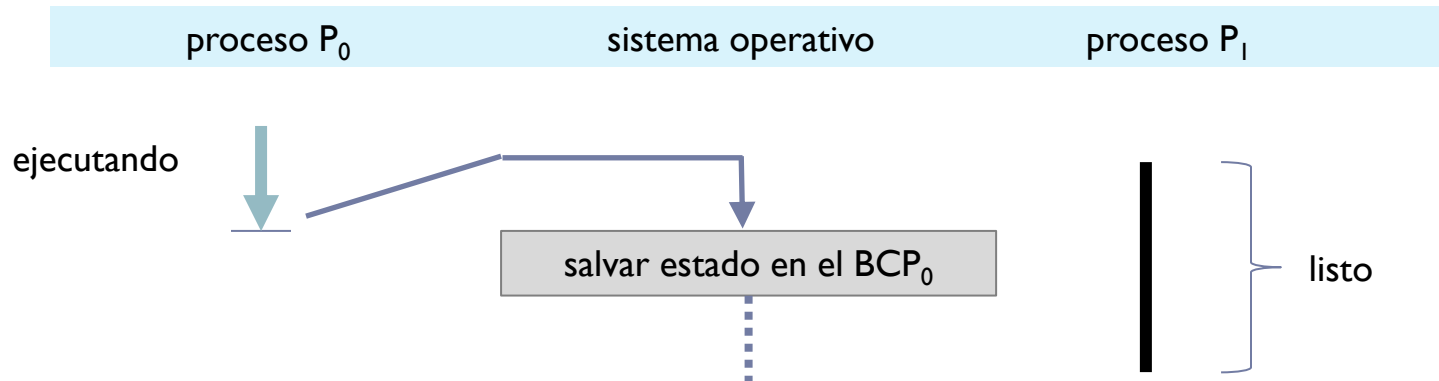 proceso P₀ sistema operativo proceso P₁
ejecutando
salvar estado en el BCP₀
listo